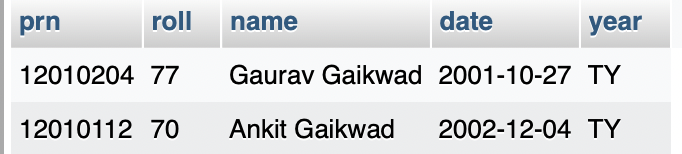 prn roll name date year
12010204 77 Gaurav Gaikwad 2001-10-27 TY
12010112 70 Ankit Gaikwad 2002-12-04 TY